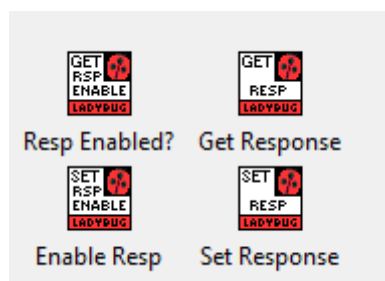 GET
RSP
ENABLE
LADYBUG
GET
RESP
LADYBUG
Resp Enabled? Get Response
SET
RSP
ENABLE
LADYBUG
SET
RESP
LADYBUG
Enable Resp Set Response